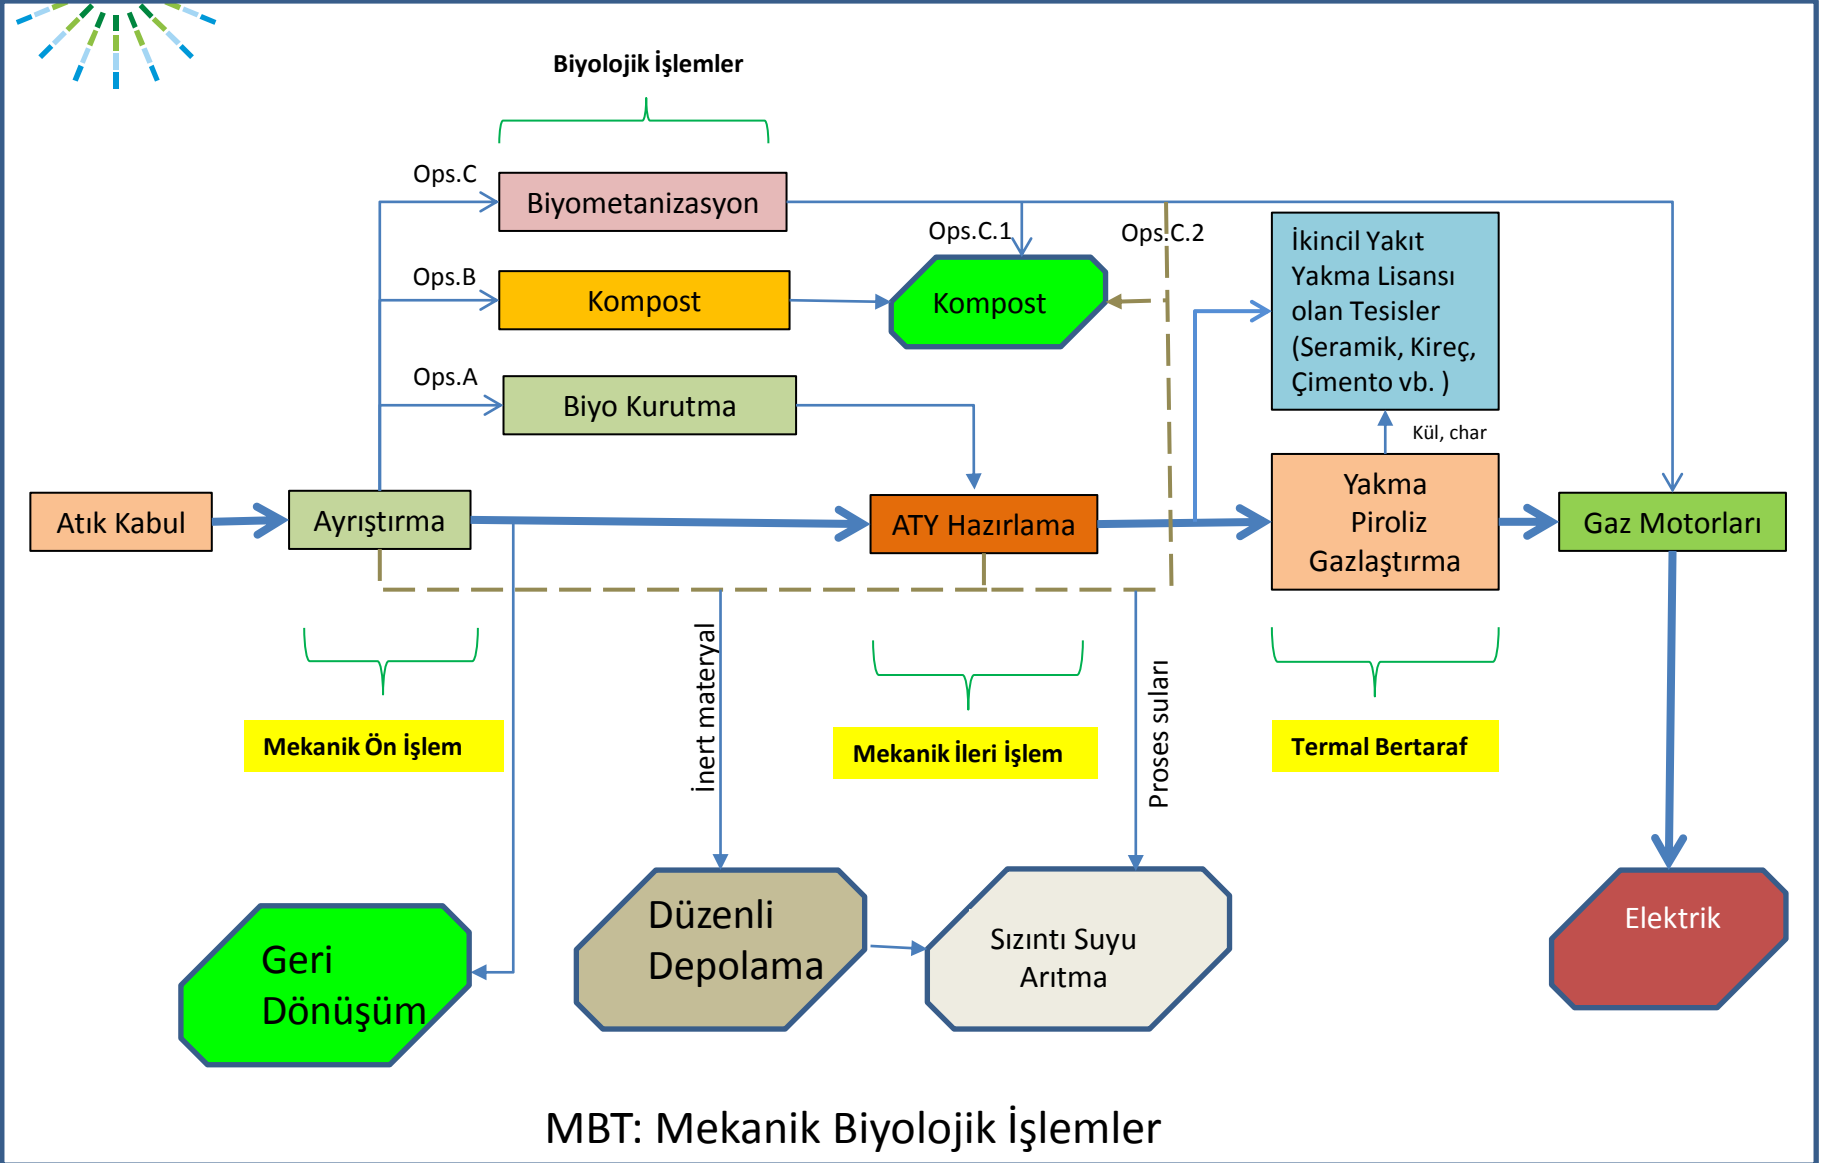 Biyolojik İşlemler
Ops.C
Biyometanizasyon
Ops.C.1
Ops.C.2
İkincil Yakıt
Yakma Lisansı
olan Tesisler
(Seramik, Kireç,
Çimento vb. )
Ops.B
Kompost
Kompost
Ops.A
Biyo Kurutma
Kül, char
Atık Kabul
Ayrıştırma
ATY Hazırlama
Yakma
Piroliz
Gazlaştırma
Gaz Motorları
İnert materyal
Proses suları
Mekanik Ön İşlem
Mekanik İleri İşlem
Termal Bertaraf
Geri
Dönüşüm
Düzenli
Depolama
Sızıntı Suyu
Arıtma
Elektrik
MBT: Mekanik Biyolojik İşlemler